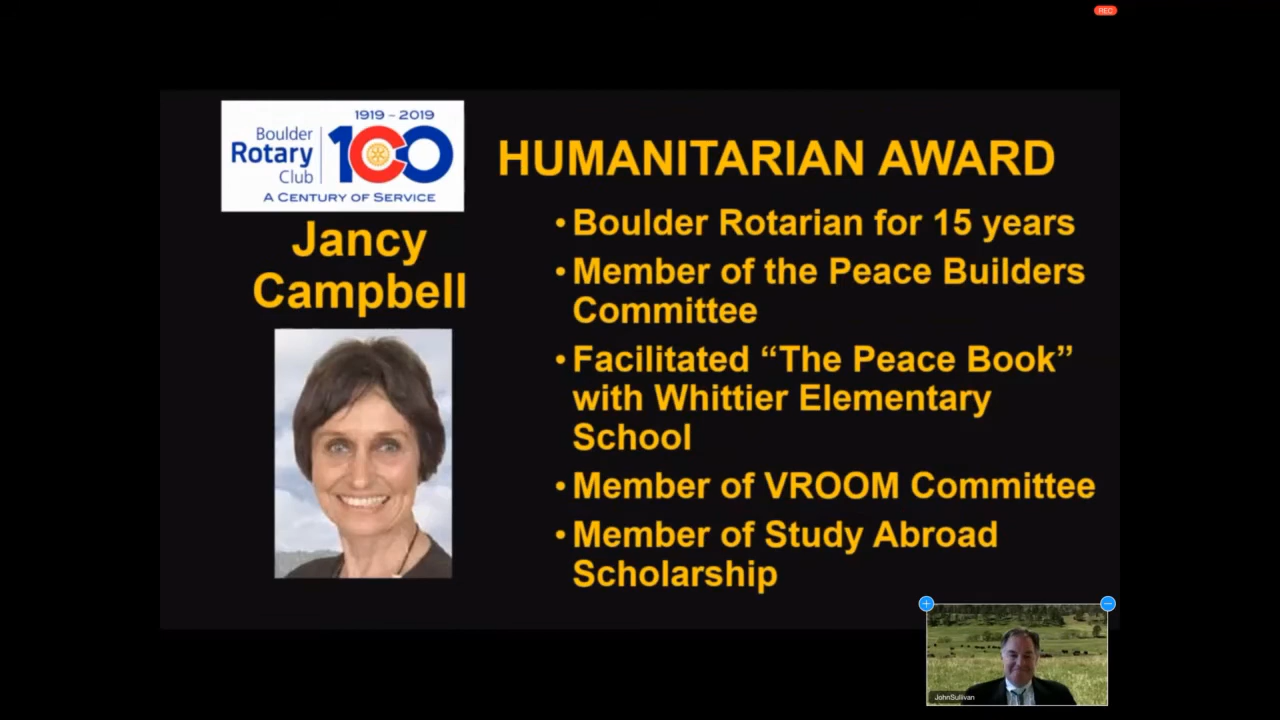 REC
1919 – 2019
Boulder
Rotary
Club
100
A CENTURY OF SERVICE
HUMANITARIAN AWARD
Jancy
Campbell
• Boulder Rotarian for 15 years
• Member of the Peace Builders
Committee
• Facilitated “The Peace Book”
with Whittier Elementary
School
• Member of VROOM Committee
• Member of Study Abroad
Scholarship
JohnSullivan